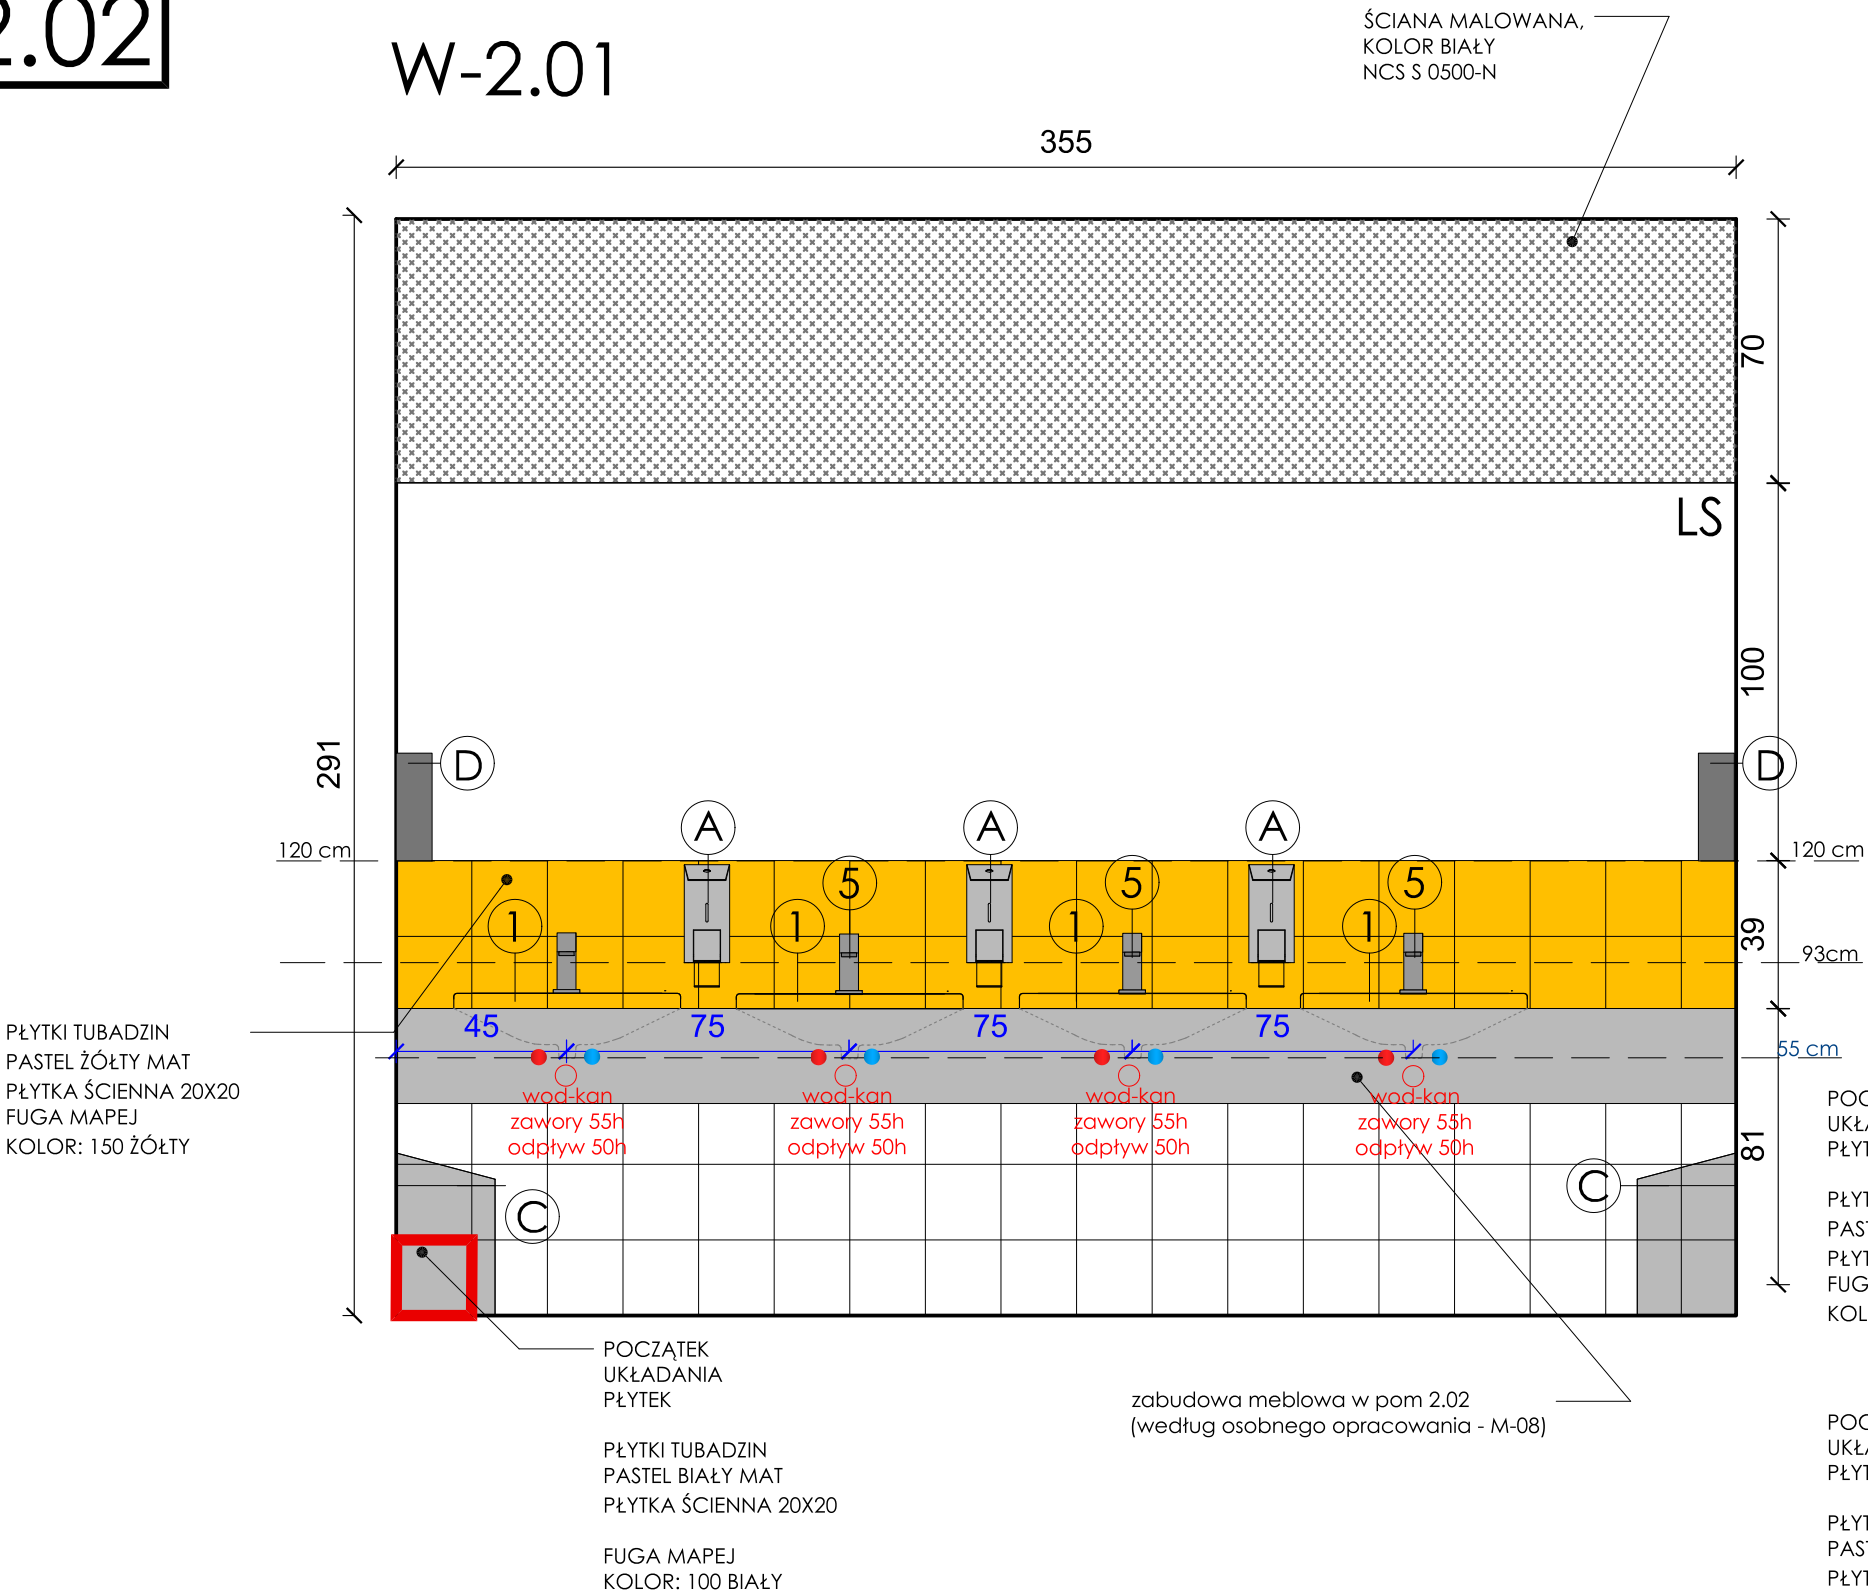 2.02
W-2.01
ŚCIANA MALOWANA,
KOLOR BIAŁY
NCS S 0500-N
355
70
LS
100
291
D
D
A
A
A
120 cm
120 cm
5
5
5
1
1
1
1
39
93cm
45
75
75
75
55 cm
PŁYTKI TUBADZIN
PASTEL ŻÓŁTY MAT
PŁYTKA ŚCIENNA 20X20
FUGA MAPEJ
KOLOR: 150 ŻÓŁTY
wod-kan
zawory 55h
odpływ 50h
wod-kan
zawory 55h
odpływ 50h
wod-kan
zawory 55h
odpływ 50h
wod-kan
zawory 55h
odpływ 50h
81
C
C
POCZĄTEK
UKŁADANIA
PŁYTEK
PŁYTKI TUBADZIN
PASTEL BIAŁY MAT
PŁYTKA ŚCIENNA 20X20
FUGA MAPEJ
KOLOR: 100 BIAŁY
zabudowa meblowa w pom 2.02
(według osobnego opracowania - M-08)